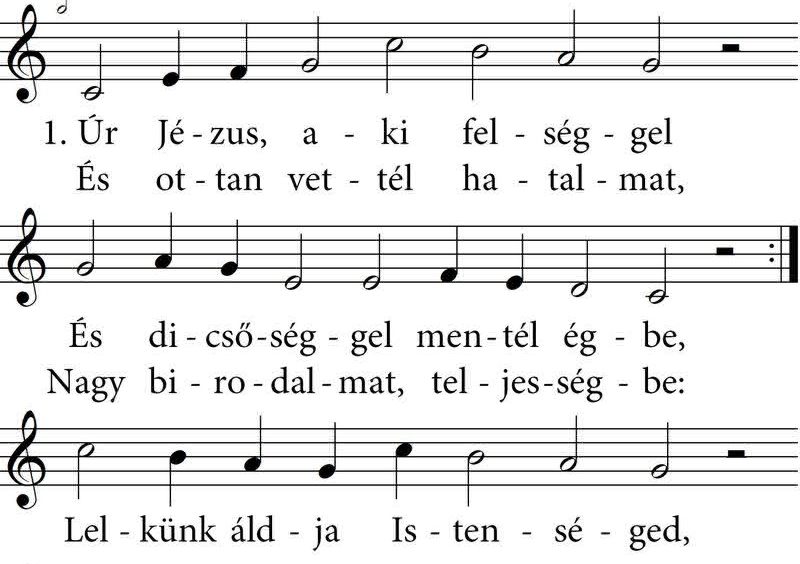 1. Úr Jé - zus, a - ki fel - ség - gel
És ot - tan vet - tél ha - tal - mat,
És di - cső - ség - gel men - tél ég - be,
Nagy bi - ro - dal - mat, tel - jes - ség - be:
Lel - künk áld - ja Is - ten - sé - ged,